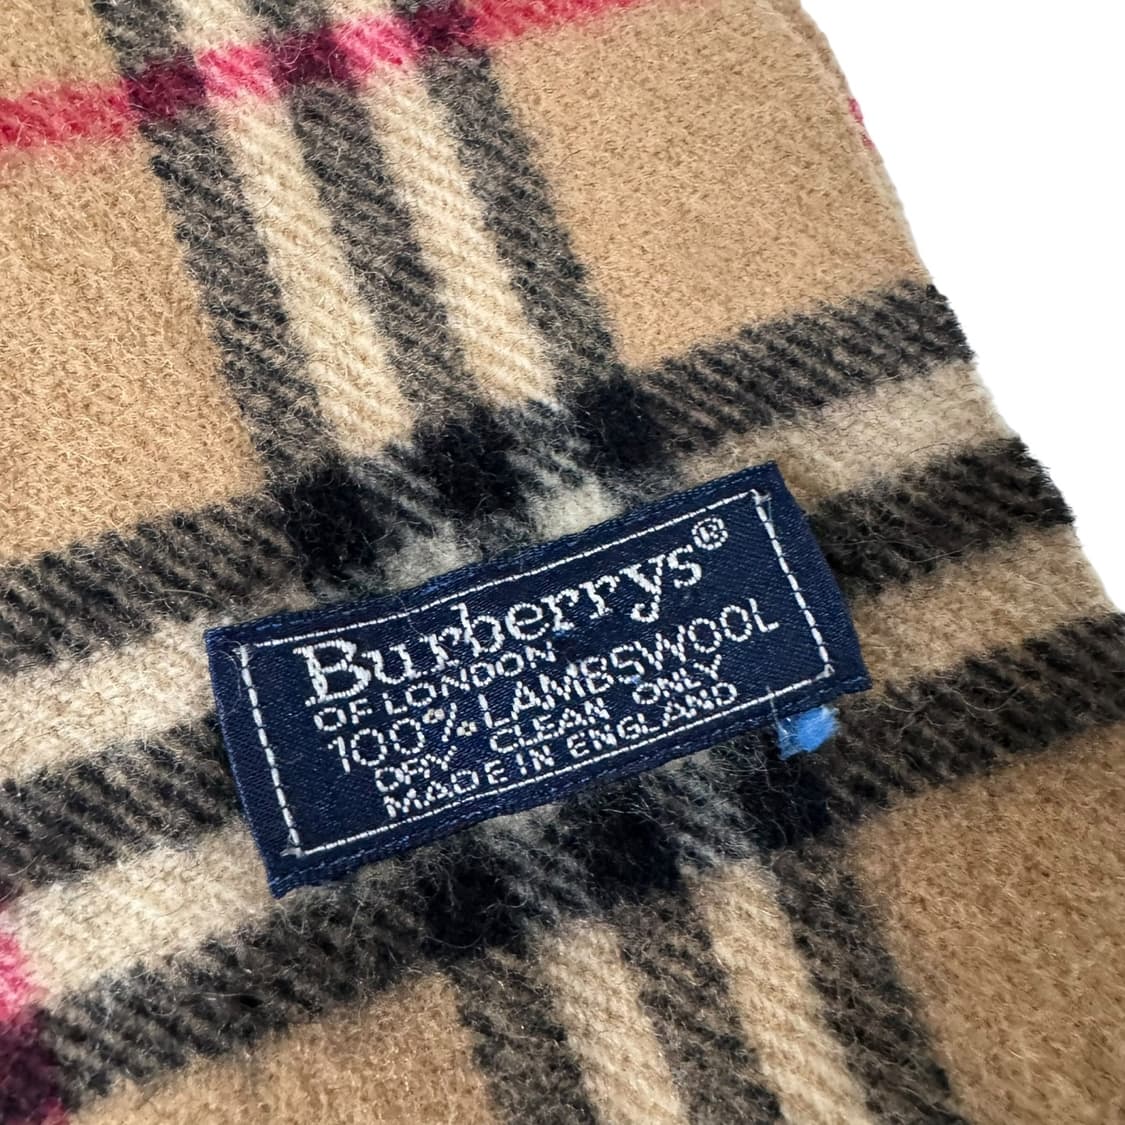 Burberrys®
OF LONDON
100% LAMBSWOOL
DRY CLEAN ONLY
MADE IN ENGLAND